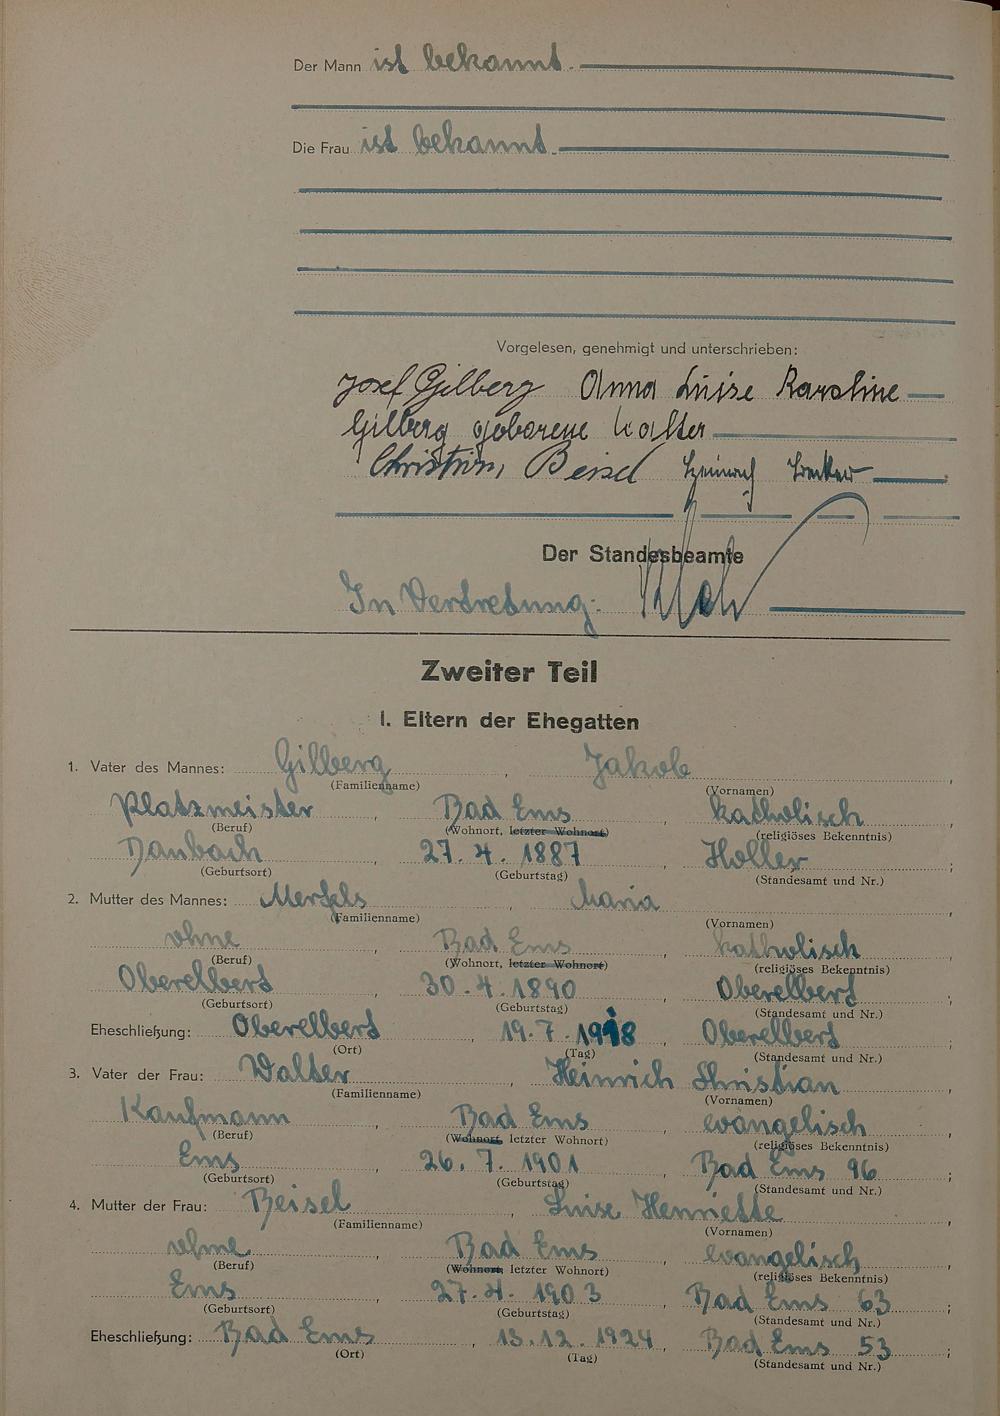 Der Mann ist bekannt.
Die Frau ist bekannt.
Vorgelesen, genehmigt und unterschrieben:
Josef Gilberg Anna Luise Karoline
Gilberg geborene Walter
Christian Beisel Heinrich Becker
Der Standesbeamte
In Vertretung:
Zweiter Teil
I. Eltern der Ehegatten
1. Vater des Mannes: Gilberg, Jakob,
(Familienname) (Vornamen)
Platzmeister, Bad Ems, katholisch
(Beruf) (Wohnort, letzter Wohnort) (religiöses Bekenntnis)
Daubach, 27.4.1887, Holler;
(Geburtsort) (Geburtstag) (Standesamt und Nr.)
2. Mutter des Mannes: Merfels, Maria,
(Familienname) (Vornamen)
ohne, Bad Ems, katholisch
(Beruf) (Wohnort, letzter Wohnort) (religiöses Bekenntnis)
Oberelbert, 30.4.1890, Oberelbert;
(Geburtsort) (Geburtstag) (Standesamt und Nr.)
Eheschließung: Oberelbert, 19.7.1918, Oberelbert;
(Ort) (Tag) (Standesamt und Nr.)
3. Vater der Frau: Walter, Heinrich Christian,
(Familienname) (Vornamen)
Kaufmann, Bad Ems, evangelisch,
(Beruf) (Wohnort, letzter Wohnort) (religiöses Bekenntnis)
Ems, 26.7.1901, Bad Ems 96;
(Geburtsort) (Geburtstag) (Standesamt und Nr.)
4. Mutter der Frau: Beisel, Luise Henriette,
(Familienname) (Vornamen)
ohne, Bad Ems, evangelisch,
(Beruf) (Wohnort, letzter Wohnort) (religiöses Bekenntnis)
Ems, 27.4.1903, Bad Ems 63;
(Geburtsort) (Geburtstag) (Standesamt und Nr.)
Eheschließung: Bad Ems, 13.12.1924, Bad Ems 53;
(Ort) (Tag) (Standesamt und Nr.)